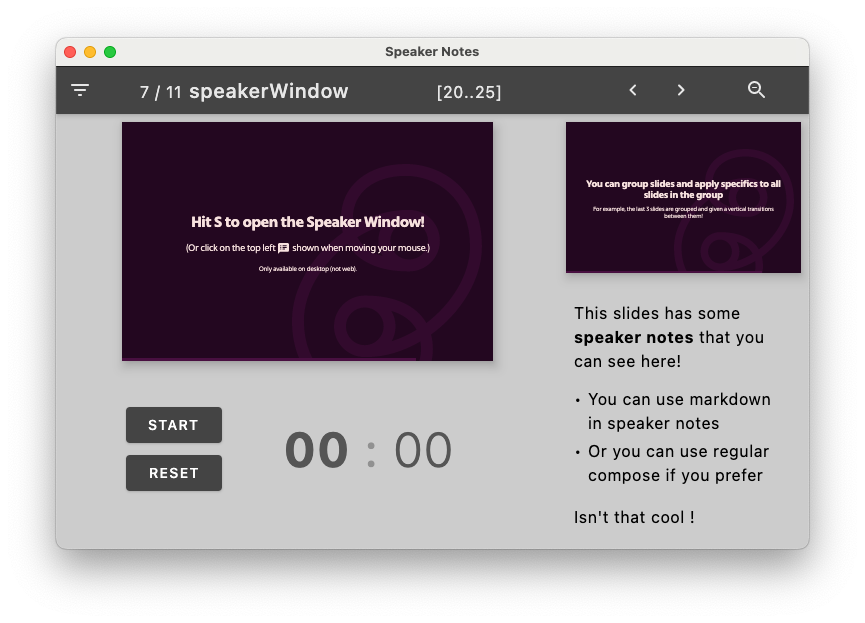 Speaker Notes
7 / 11 speakerWindow [20..25]
Hit S to open the Speaker Window!
(Or click on the top left shown when moving your mouse.)
Only available on desktop (not web).
You can group slides and apply specifics to all
slides in the group
For example, the last 3 slides are grouped and given a vertical transitions
between them!
This slides has some
speaker notes that you
can see here!
• You can use markdown
in speaker notes
• Or you can use regular
compose if you prefer
Isn't that cool !
START
RESET
00 : 00